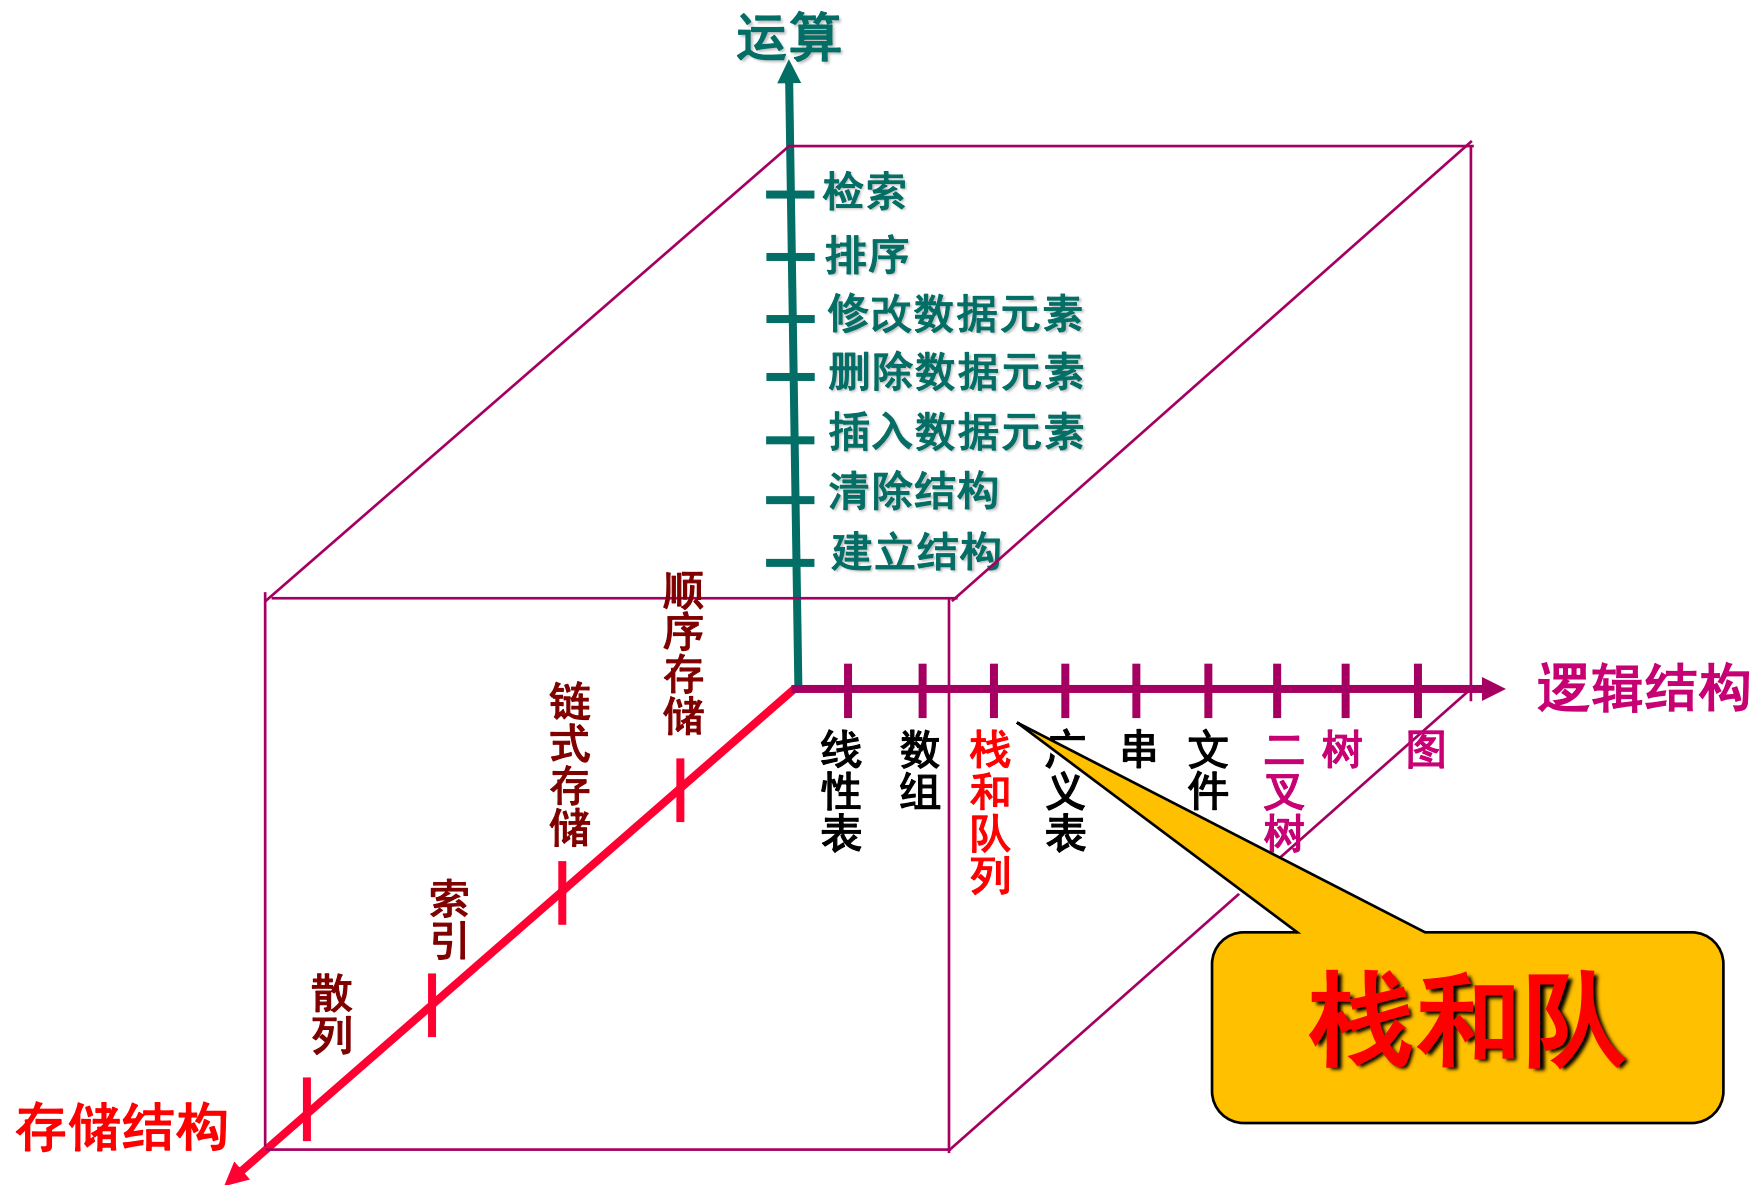 运算
检索
排序
修改数据元素
删除数据元素
插入数据元素
清除结构
建立结构
顺序存储
链式存储
索引
散列
存储结构
逻辑结构
线性表
数组
栈和队列
广义表
串
文件
二叉树
树
图
栈和队